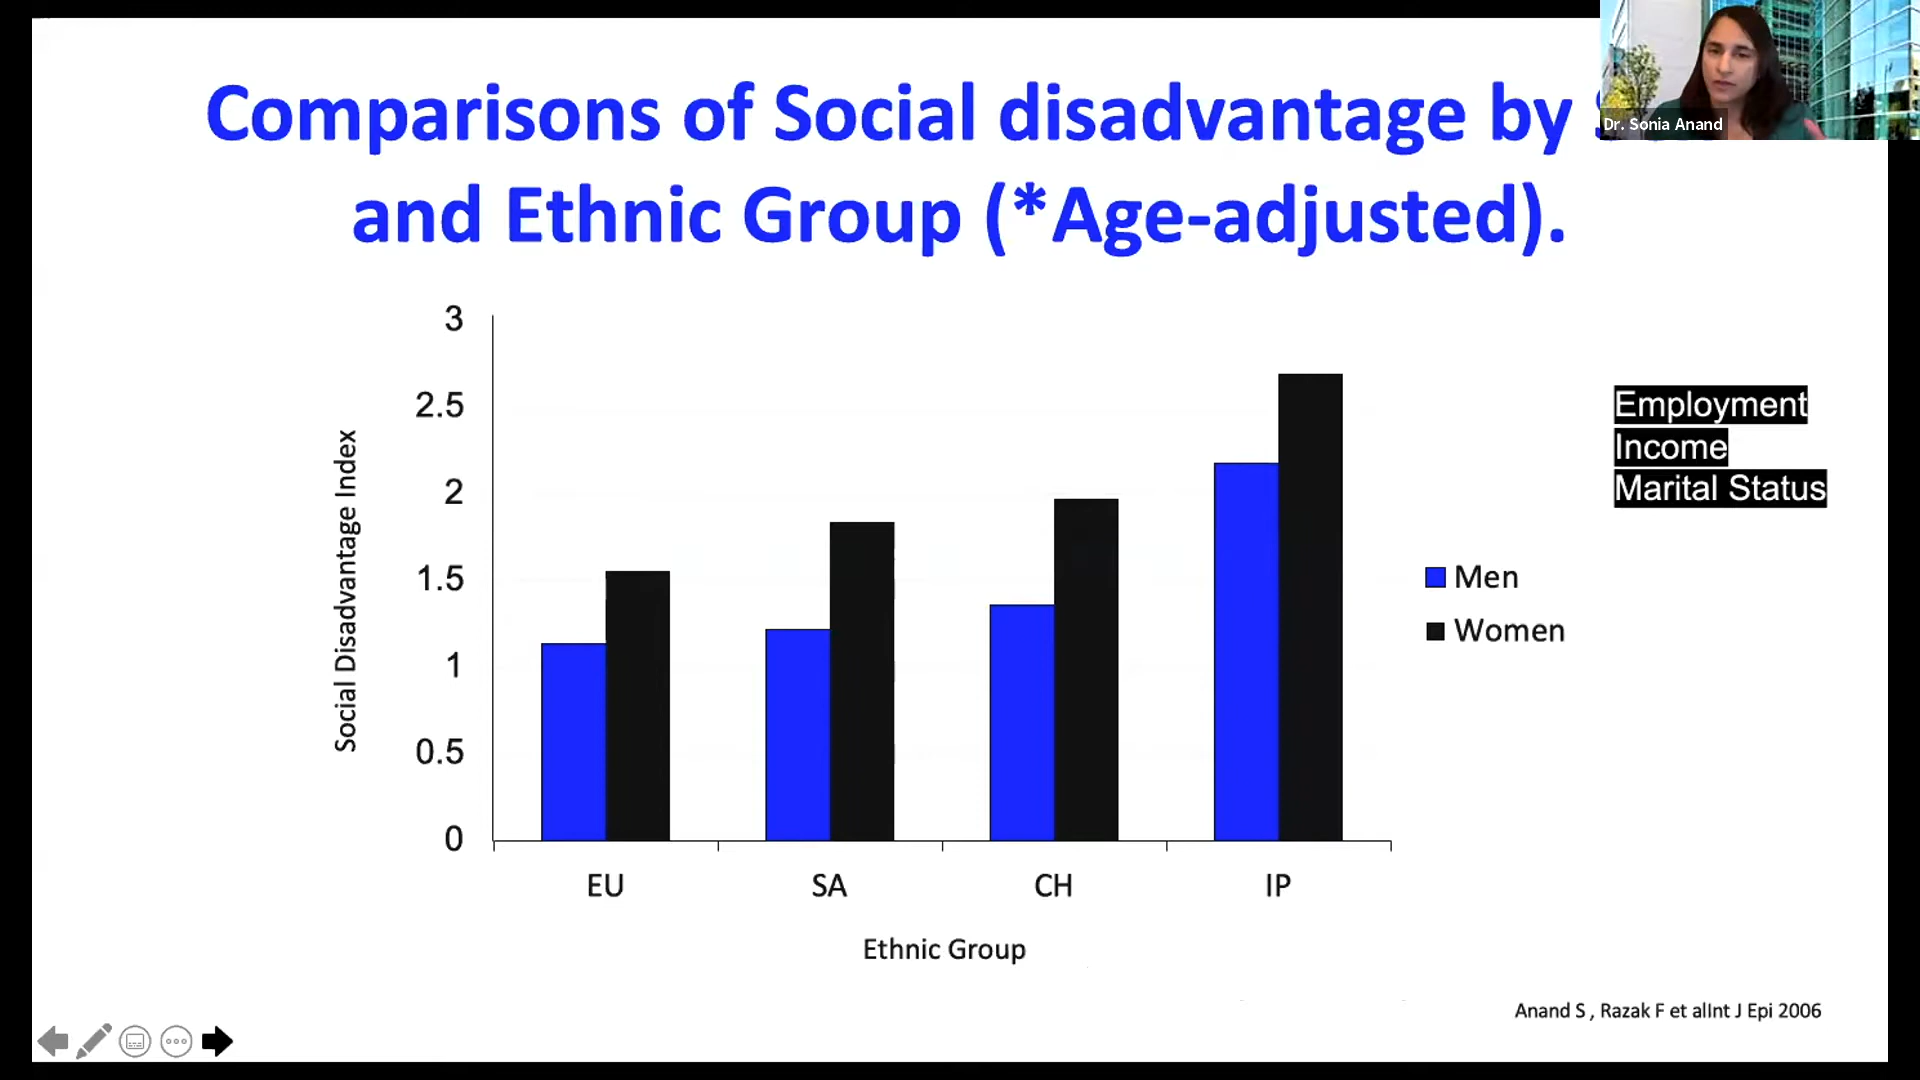 Comparisons of Social disadvantage by
and Ethnic Group (*Age-adjusted).
Dr. Sonia Anand
3
2.5
2
1.5
1
0.5
0
Social Disadvantage Index
EU
SA
CH
IP
Ethnic Group
Employment
Income
Marital Status
Men
Women
Anand S , Razak F et alInt J Epi 2006